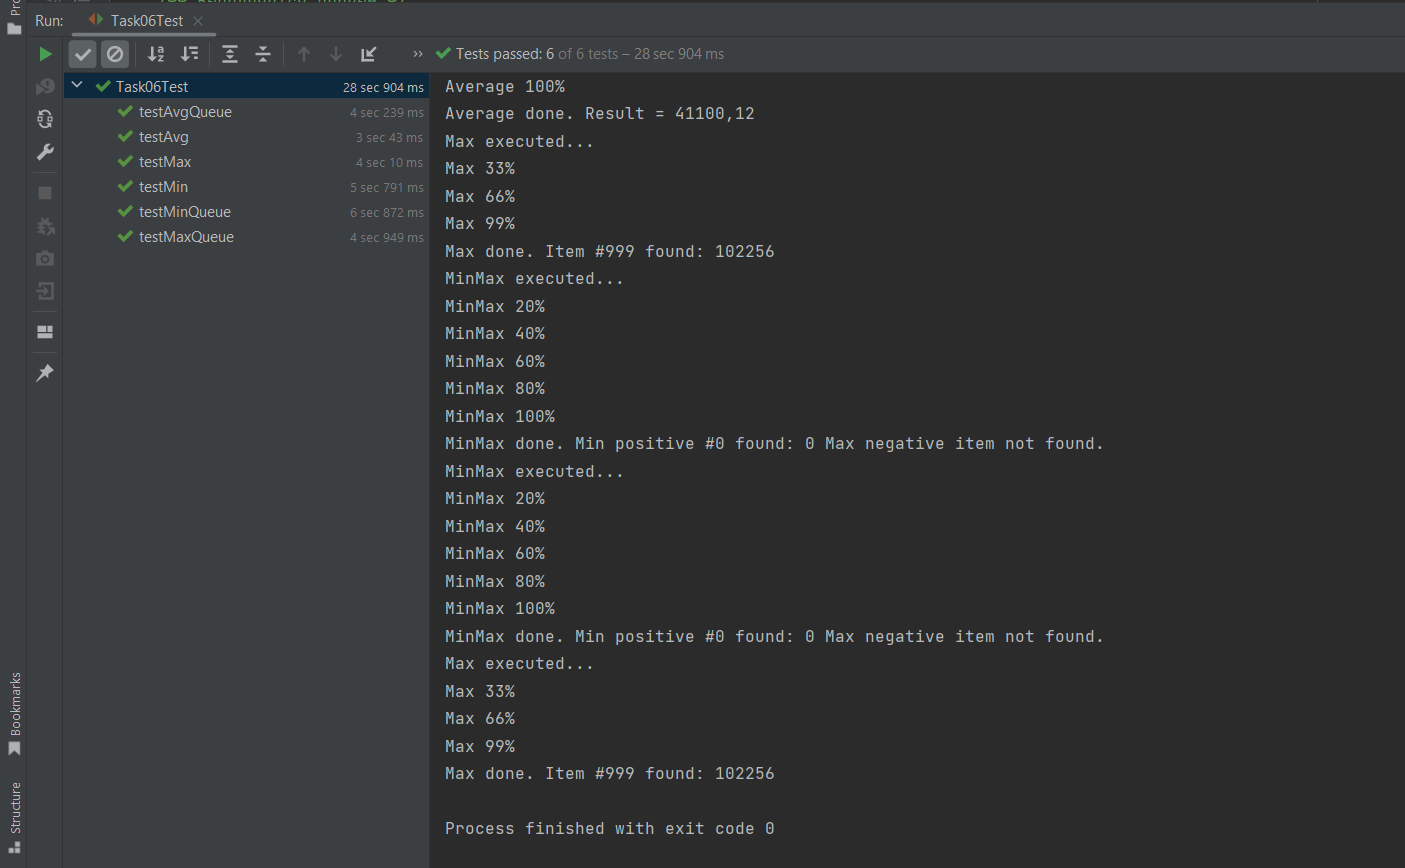 Run: Task06Test
Tests passed: 6 of 6 tests – 28 sec 904 ms
Task06Test 28 sec 904 ms
testAvgQueue 4 sec 239 ms
testAvg 3 sec 43 ms
testMax 4 sec 10 ms
testMin 5 sec 791 ms
testMinQueue 6 sec 872 ms
testMaxQueue 4 sec 949 ms
Average 100%
Average done. Result = 41100,12
Max executed...
Max 33%
Max 66%
Max 99%
Max done. Item #999 found: 102256
MinMax executed...
MinMax 20%
MinMax 40%
MinMax 60%
MinMax 80%
MinMax 100%
MinMax done. Min positive #0 found: 0 Max negative item not found.
MinMax executed...
MinMax 20%
MinMax 40%
MinMax 60%
MinMax 80%
MinMax 100%
MinMax done. Min positive #0 found: 0 Max negative item not found.
Max executed...
Max 33%
Max 66%
Max 99%
Max done. Item #999 found: 102256
Process finished with exit code 0
Bookmarks
Structure